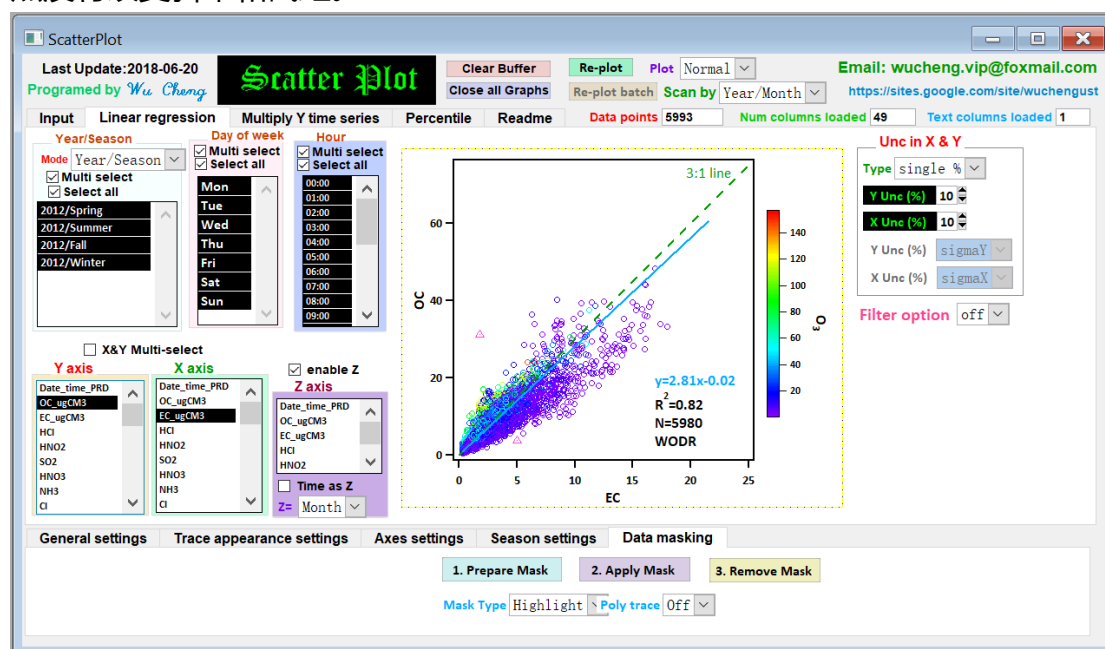 ScatterPlot
Last Update:2018-06-20
Programed by Wu Cheng
Scatter Plot
Clear Buffer
Close all Graphs
Re-plot
Plot Normal
Re-plot batch
Scan by Year/Month
Email: wucheng.vip@foxmail.com
https://sites.google.com/site/wuchengust
Input Linear regression Multiply Y time series Percentile Readme
Data points 5993
Num columns loaded 49
Text columns loaded 1
Year/Season
Mode Year/Season
Multi select
Select all
2012/Spring
2012/Summer
2012/Fall
2012/Winter
Day of week
Multi select
Select all
Mon
Tue
Wed
Thu
Fri
Sat
Sun
Hour
Multi select
Select all
00:00
01:00
02:00
03:00
04:00
05:00
06:00
07:00
08:00
09:00
X&Y Multi-select
Y axis
Date_time_PRD
OC_ugCM3
EC_ugCM3
HCl
HNO2
SO2
HNO3
NH3
Cl
X axis
Date_time_PRD
OC_ugCM3
EC_ugCM3
HCl
HNO2
SO2
HNO3
NH3
Cl
enable Z
Z axis
Date_time_PRD
OC_ugCM3
EC_ugCM3
HCl
HNO2
Time as Z
Z= Month
3:1 line
60
40
20
0
OC
0 5 10 15 20 25
EC
y=2.81x-0.02
R2=0.82
N=5980
WODR
140
120
100
80
60
40
20
O3
Unc in X & Y
Type single %
Y Unc (%) 10
X Unc (%) 10
Y Unc (%) sigmaY
X Unc (%) sigmaX
Filter option off
General settings Trace appearance settings Axes settings Season settings Data masking
1. Prepare Mask 2. Apply Mask 3. Remove Mask
Mask Type Highlight Poly trace Off